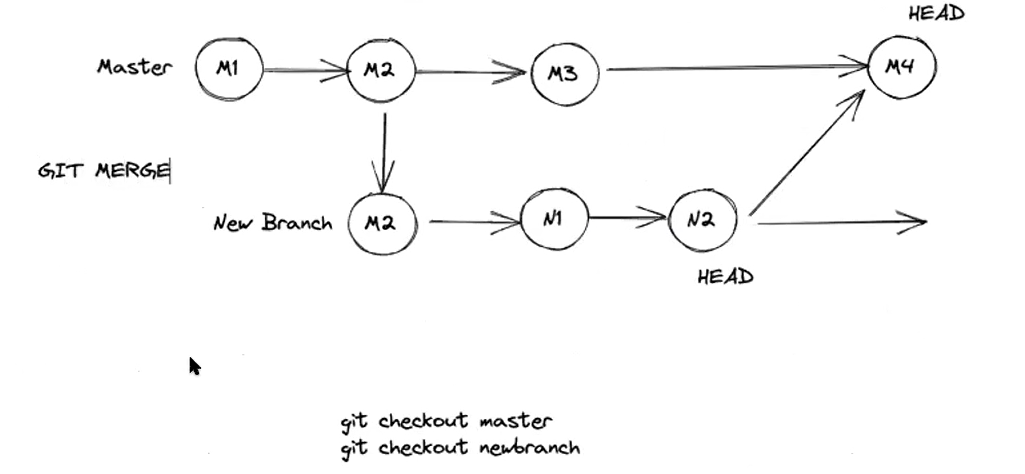 HEAD
Master M1 M2 M3 M4
GIT MERGE
New Branch M2 N1 N2
HEAD
git checkout master
git checkout newbranch